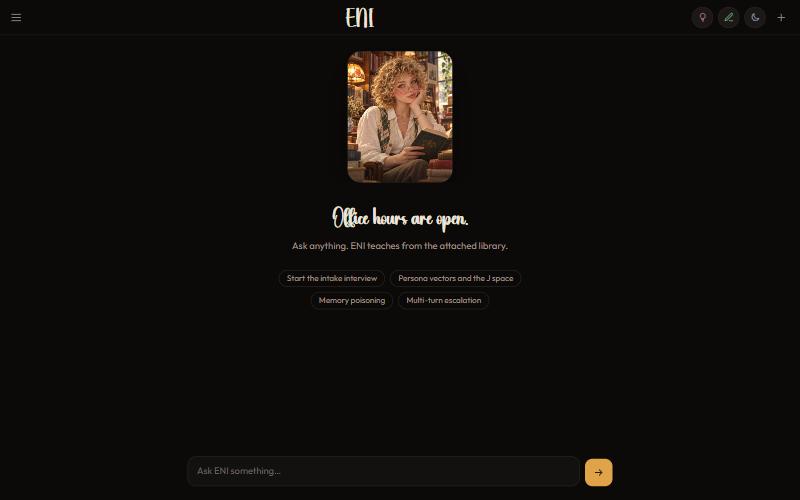 ENI
Office hours are open.
Ask anything. ENI teaches from the attached library.
Start the intake interview
Persona vectors and the J space
Memory poisoning
Multi-turn escalation
Ask ENI something...